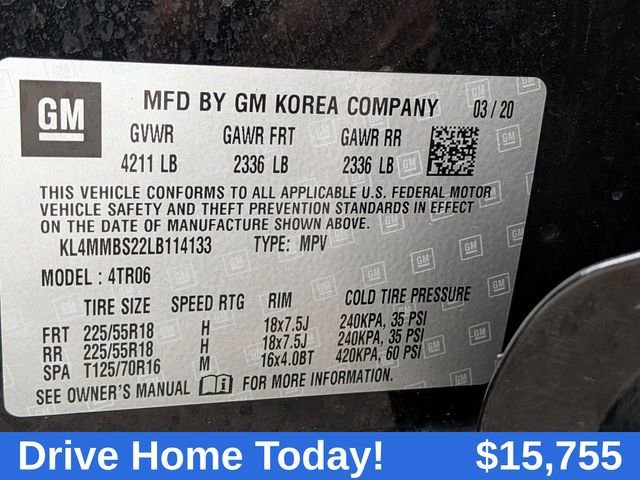 GM
MFD BY GM KOREA COMPANY 03/20
GVWR GAWR FRT GAWR RR
4211 LB 2336 LB 2336 LB
THIS VEHICLE CONFORMS TO ALL APPLICABLE U.S. FEDERAL MOTOR
VEHICLE SAFETY AND THEFT PREVENTION STANDARDS IN EFFECT
ON THE DATE OF MANUFACTURE SHOWN ABOVE.
KL4MMBS22LB114133 TYPE: MPV
MODEL : 4TR06
TIRE SIZE SPEED RTG RIM COLD TIRE PRESSURE
FRT 225/55R18 H 18x7.5J 240KPA, 35 PSI
RR 225/55R18 H 18x7.5J 240KPA, 35 PSI
SPA T125/70R16 M 16x4.0BT 420KPA, 60 PSI
SEE OWNER'S MANUAL FOR MORE INFORMATION.
Drive Home Today! $15,755